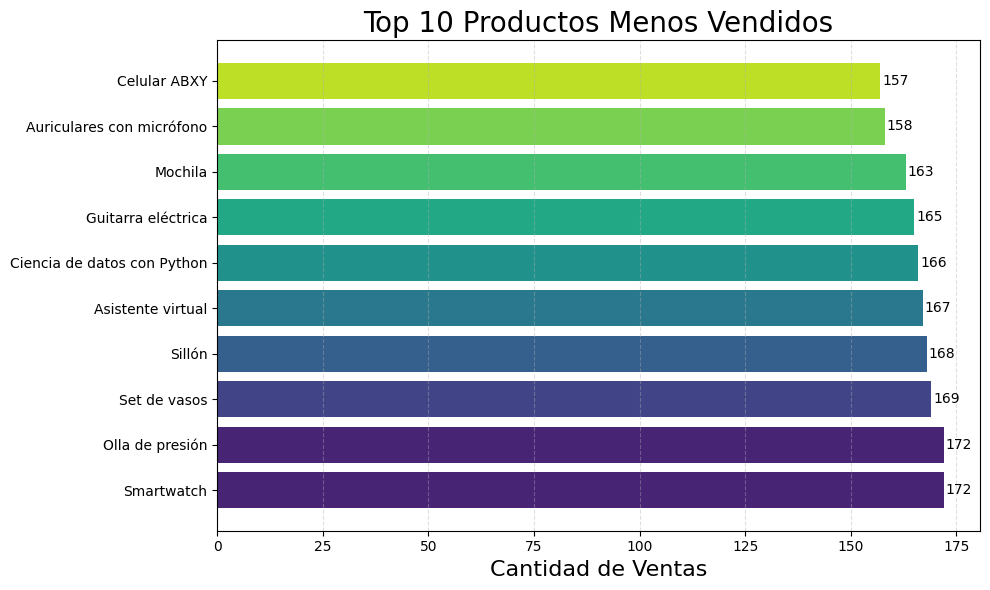 Top 10 Productos Menos Vendidos
Celular ABXY 157
Auriculares con micrófono 158
Mochila 163
Guitarra eléctrica 165
Ciencia de datos con Python 166
Asistente virtual 167
Sillón 168
Set de vasos 169
Olla de presión 172
Smartwatch 172
0 25 50 75 100 125 150 175
Cantidad de Ventas